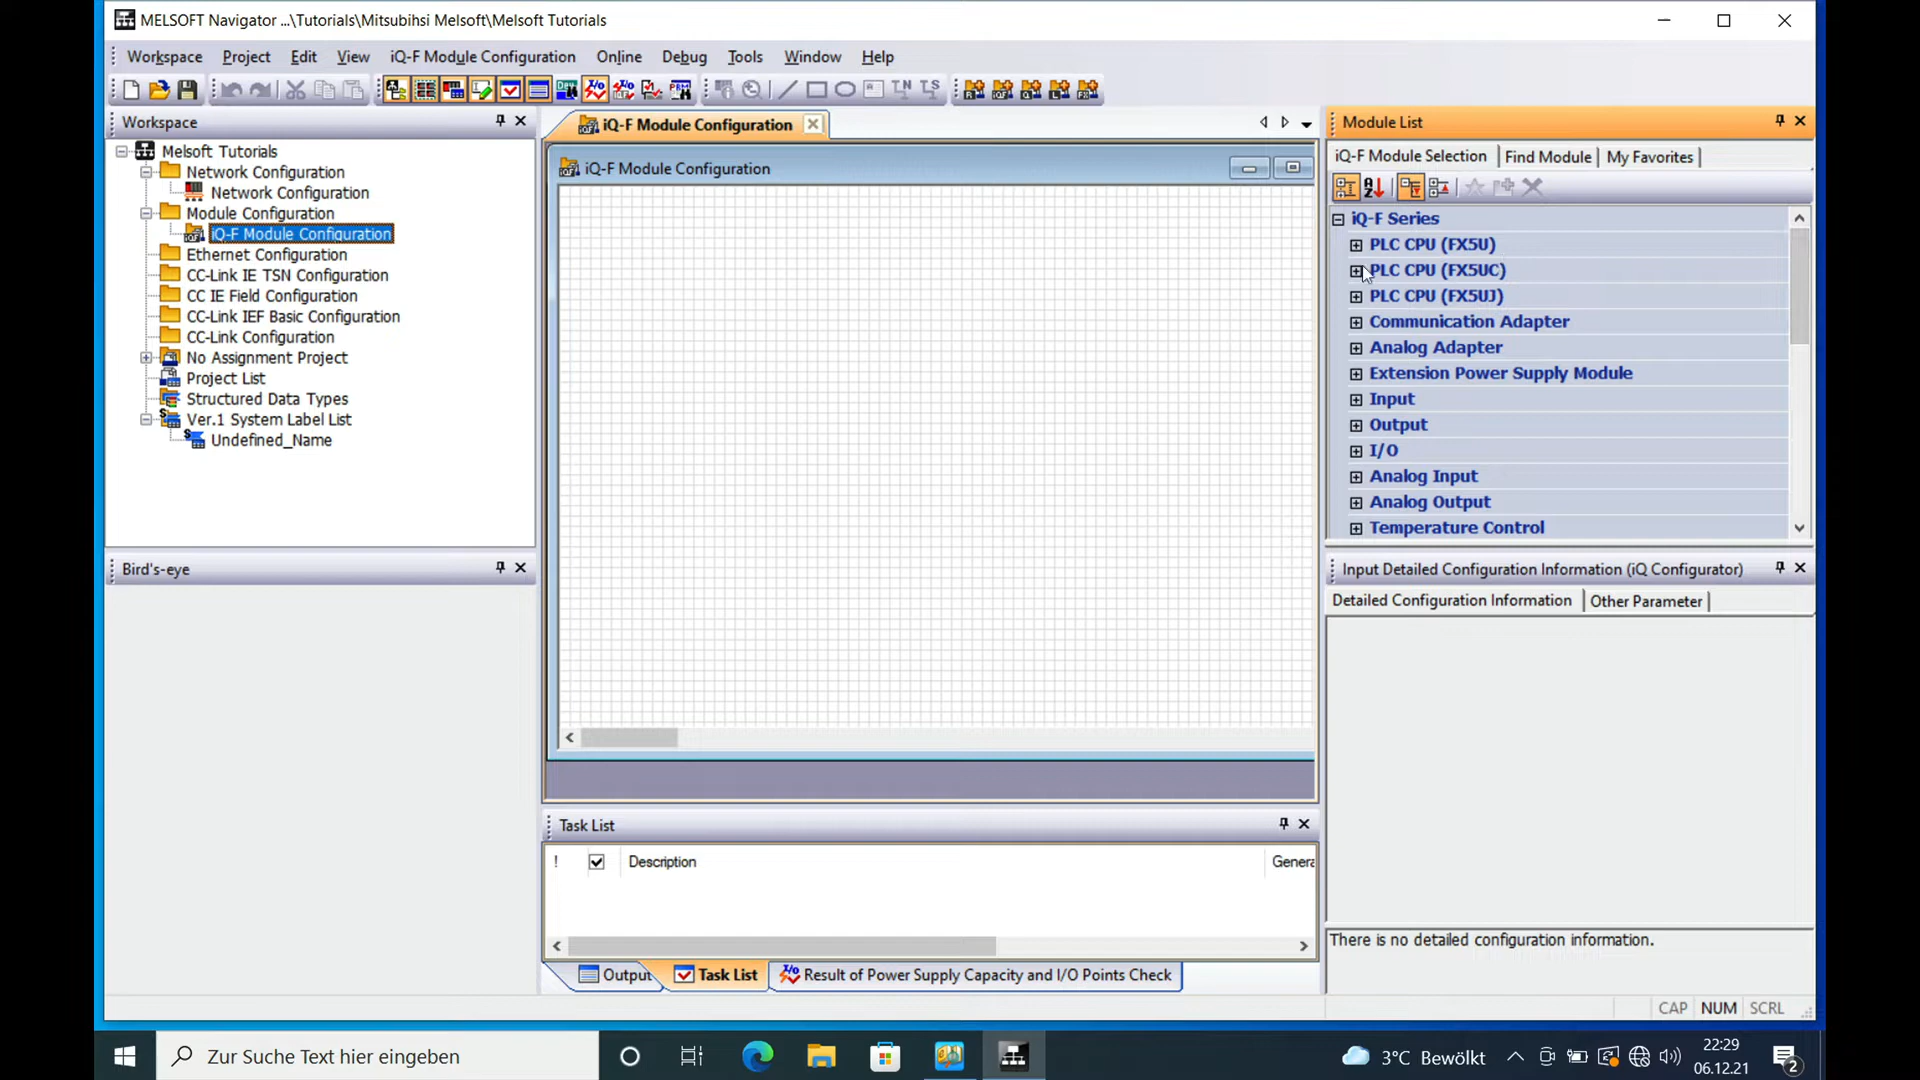 MELSOFT Navigator ...\Tutorials\Mitsubihsi Melsoft\Melsoft Tutorials
Workspace Project Edit View iQ-F Module Configuration Online Debug Tools Window Help
Workspace
Melsoft Tutorials
Network Configuration
Network Configuration
Module Configuration
iQ-F Module Configuration
Ethernet Configuration
CC-Link IE TSN Configuration
CC IE Field Configuration
CC-Link IEF Basic Configuration
CC-Link Configuration
No Assignment Project
Project List
Structured Data Types
Ver.1 System Label List
Undefined_Name
Bird's-eye
iQ-F Module Configuration
iQ-F Module Configuration
Task List
! Description Genera
Output Task List Result of Power Supply Capacity and I/O Points Check
Module List
iQ-F Module Selection Find Module My Favorites
iQ-F Series
PLC CPU (FX5U)
PLC CPU (FX5UC)
PLC CPU (FX5UJ)
Communication Adapter
Analog Adapter
Extension Power Supply Module
Input
Output
I/O
Analog Input
Analog Output
Temperature Control
Input Detailed Configuration Information (iQ Configurator)
Detailed Configuration Information Other Parameter
There is no detailed configuration information.
CAP NUM SCRL
Zur Suche Text hier eingeben
3°C Bewölkt
22:29
06.12.21
2